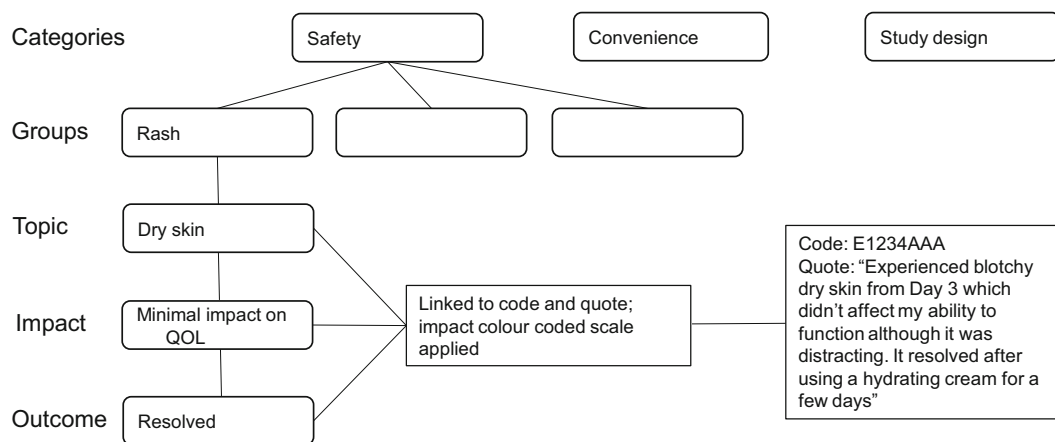 Categories
Safety
Convenience
Study design
Groups
Rash
Topic
Dry skin
Impact
Minimal impact on
QOL
Outcome
Resolved
Linked to code and quote;
impact colour coded scale
applied
Code: E1234AAA
Quote: “Experienced blotchy
dry skin from Day 3 which
didn’t affect my ability to
function although it was
distracting. It resolved after
using a hydrating cream for a
few days”